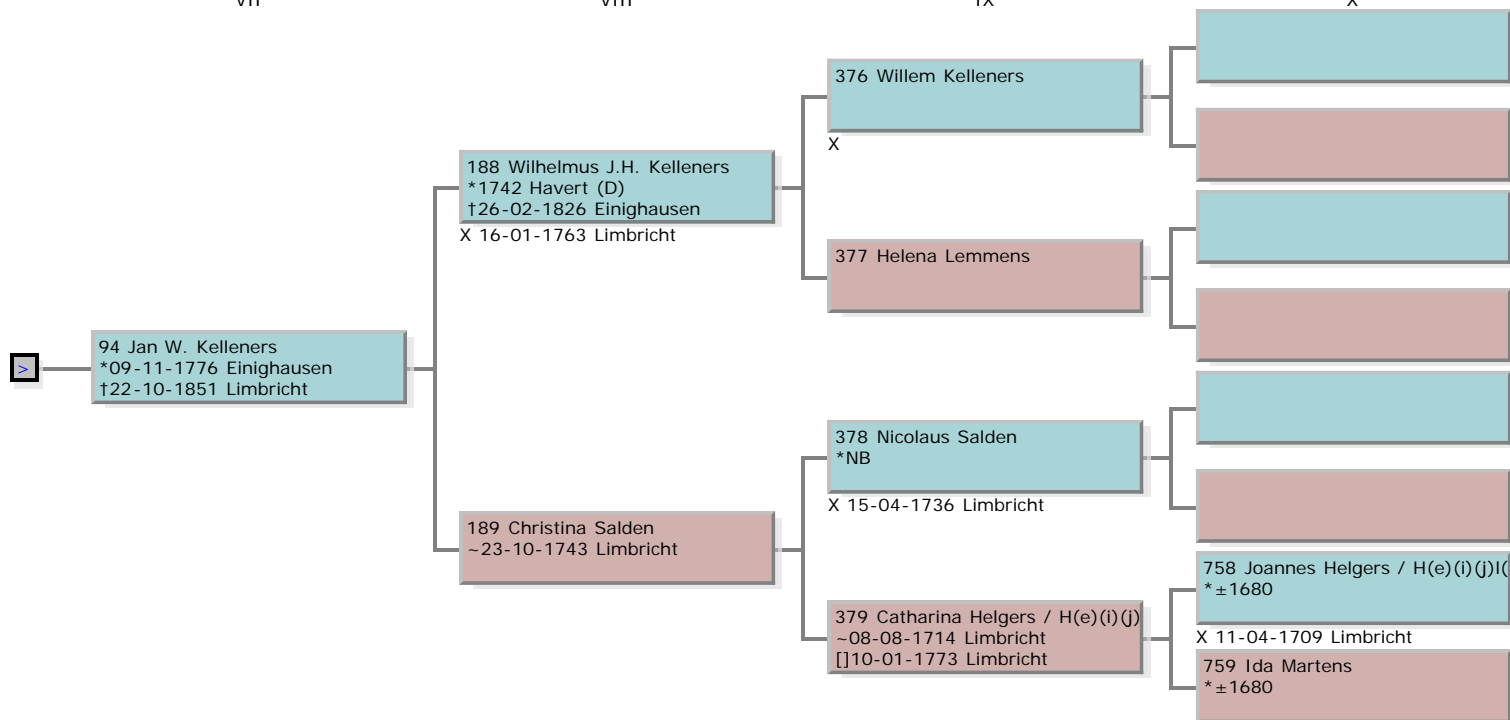 VII
VIII
IX
X
376 Willem Kelleners
X
188 Wilhelmus J.H. Kelleners
*1742 Havert (D)
†26-02-1826 Einighausen
X 16-01-1763 Limbricht
377 Helena Lemmens
>
94 Jan W. Kelleners
*09-11-1776 Einighausen
†22-10-1851 Limbricht
378 Nicolaus Salden
*NB
X 15-04-1736 Limbricht
189 Christina Salden
~23-10-1743 Limbricht
758 Joannes Helgers / H(e)(i)(j)l(
*±1680
X 11-04-1709 Limbricht
379 Catharina Helgers / H(e)(i)(j)
~08-08-1714 Limbricht
[]10-01-1773 Limbricht
759 Ida Martens
*±1680